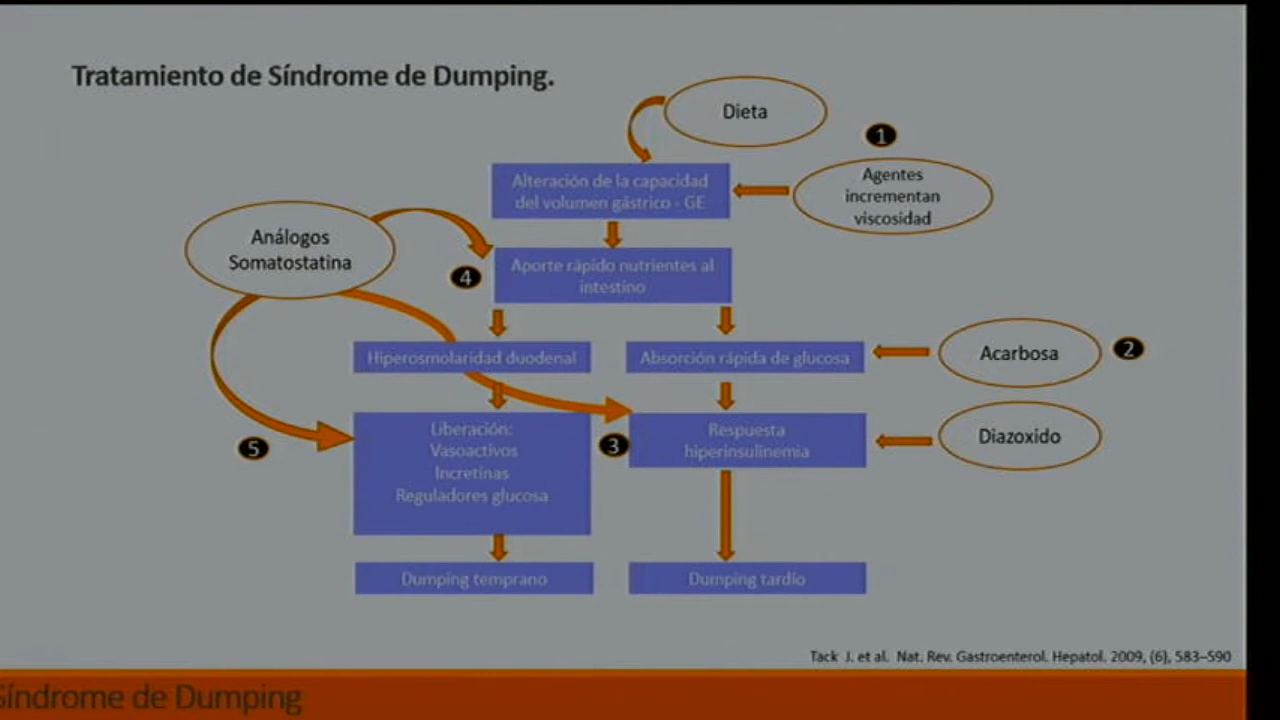 Tratamiento de Síndrome de Dumping.
Dieta
1
Agentes
incrementan
viscosidad
Alteración de la capacidad
del volumen gástrico - GE
Análogos
Somatostatina
4
Aporte rápido nutrientes al
intestino
Hiperosmolaridad duodenal
Absorción rápida de glucosa
Acarbosa
2
5
Liberación:
Vasoactivos
Incretinas
Reguladores glucosa
3
Respuesta
hiperinsulinemia
Diazoxido
Dumping temprano
Dumping tardío
Tack J. et al. Nat. Rev. Gastroenterol. Hepatol. 2009, (6), 583–590
Síndrome de Dumping